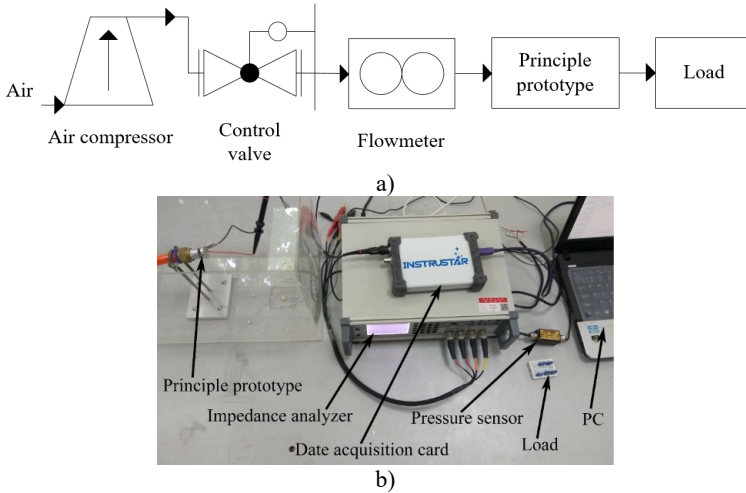 Air
Air compressor
Control
valve
Flowmeter
Principle
prototype
Load
a)
INSTRUSTAR
Principle prototype
Impedance analyzer
Date acquisition card
Pressure sensor
Load
PC
b)